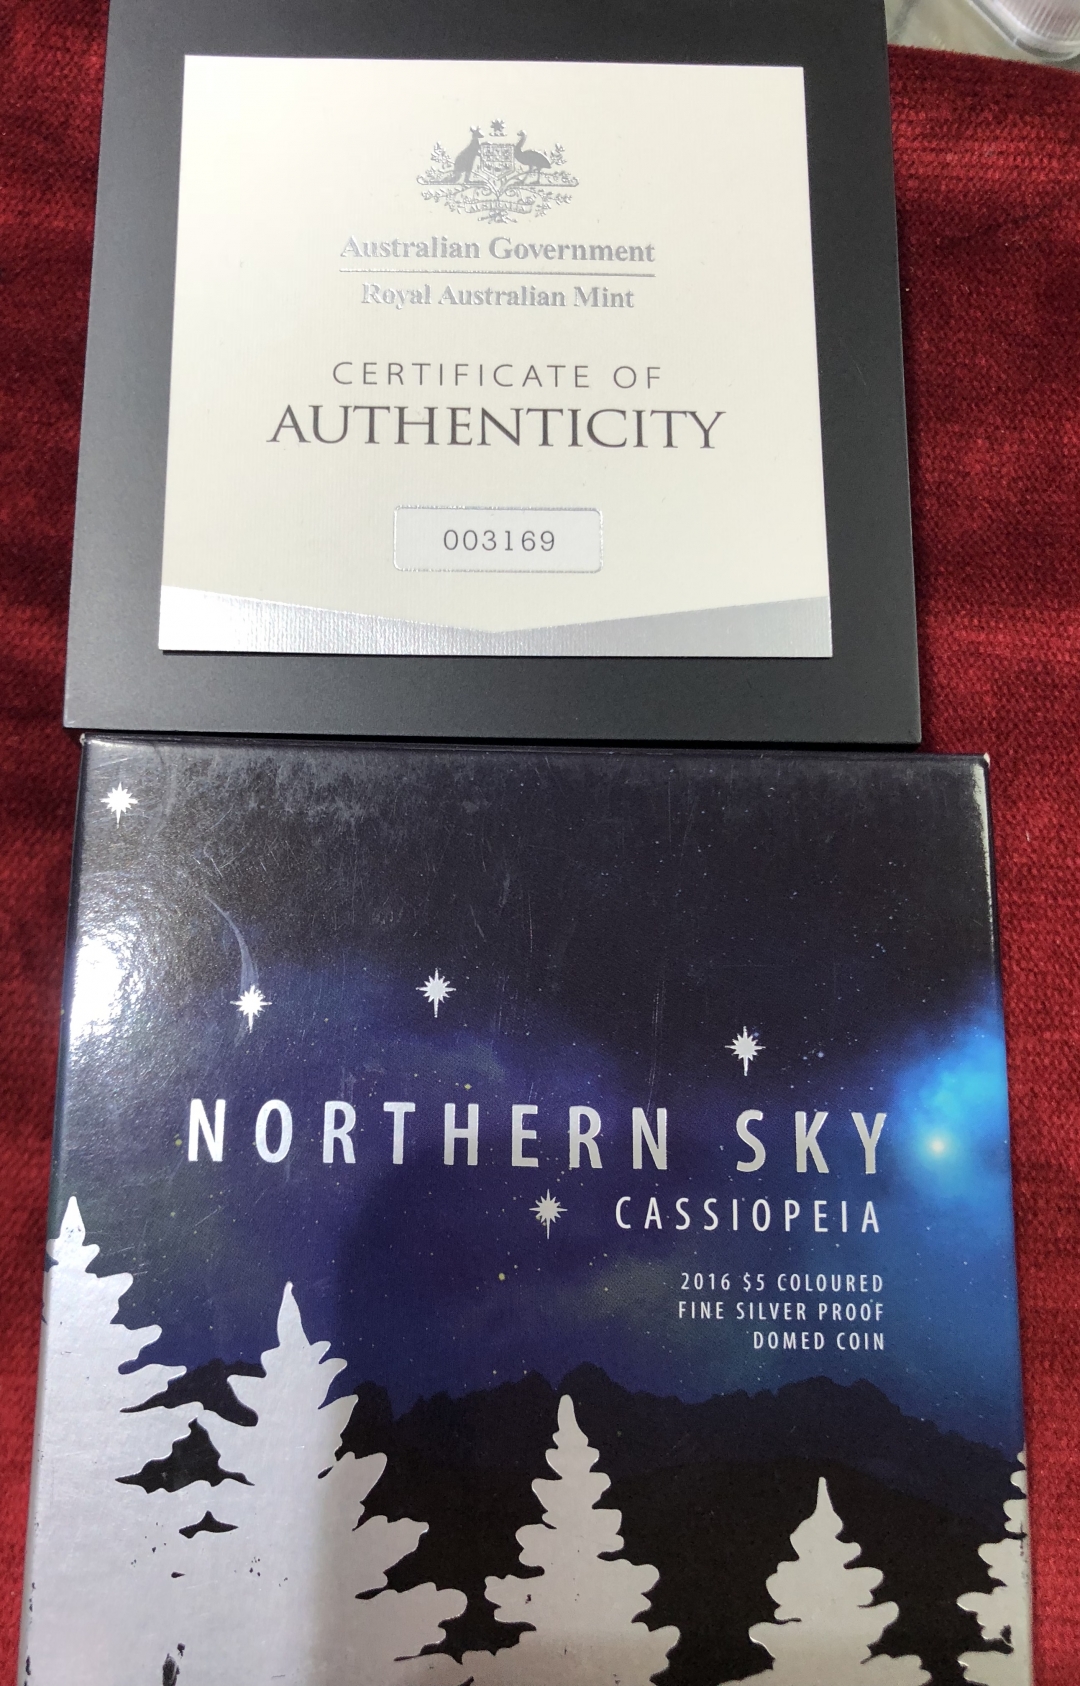 AUSTRALIA
Australian Government
Royal Australian Mint
CERTIFICATE OF
AUTHENTICITY
003169
NORTHERN SKY
CASSIOPEIA
2016 $5 COLOURED
FINE SILVER PROOF
DOMED COIN